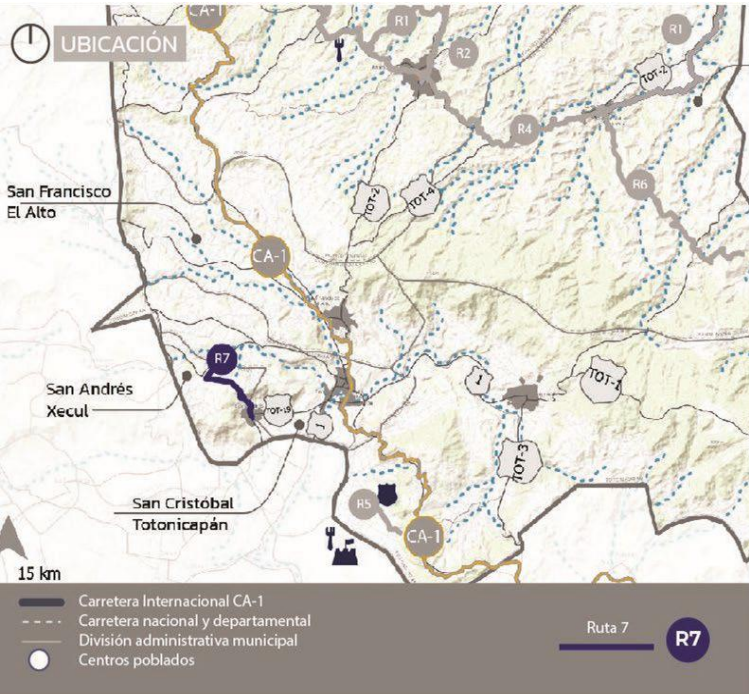 CA-1
UBICACIÓN
R1
R2
R1
TOT-2
R4
R6
TOT-2
TOT-4
San Francisco
El Alto
CA-1
R7
San Andrés
Xecul
TOT-19
1
1
TOT-1
TOT-3
San Cristóbal
Totonicapán
R5
CA-1
15 km
Carretera Internacional CA-1
Carretera nacional y departamental
División administrativa municipal
Centros poblados
Ruta 7
R7